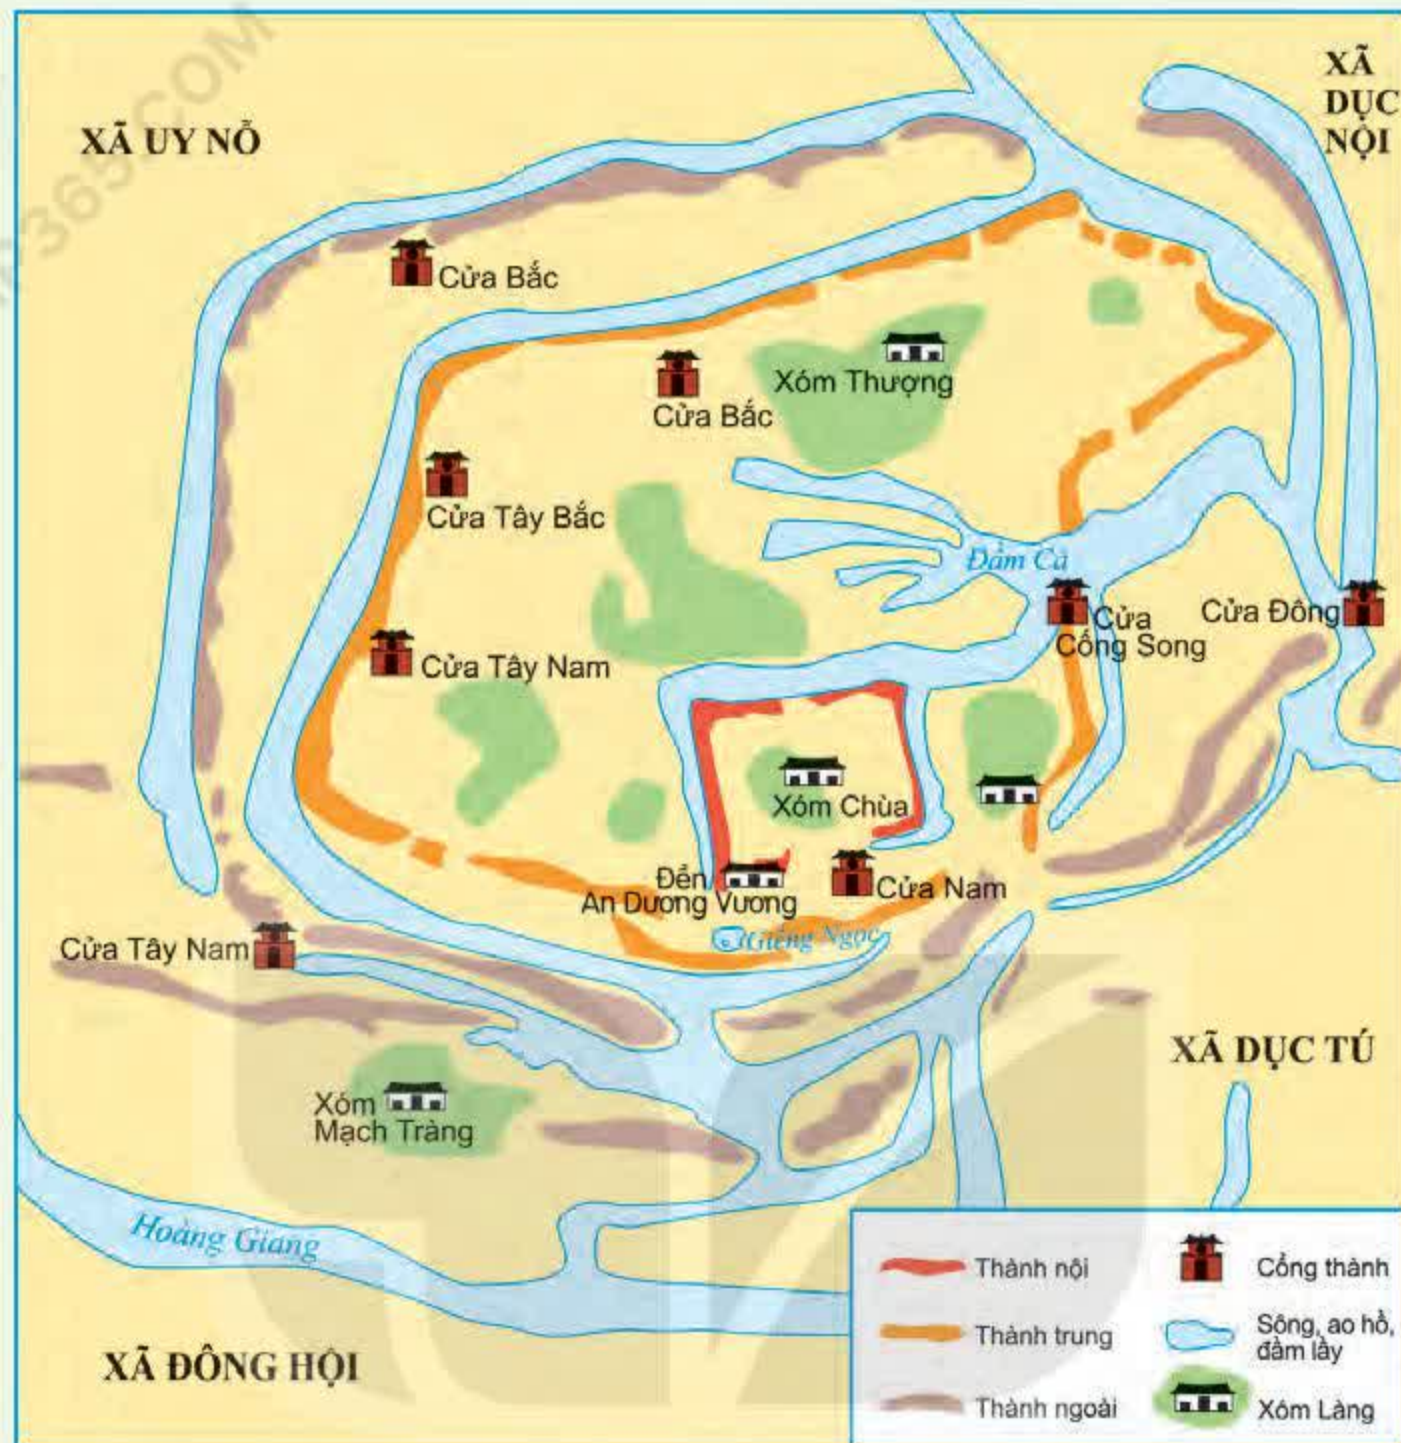 XÃ UY NỖ
XÃ
DỤC
NỘI
Cửa Bắc
Xóm Thượng
Cửa Bắc
Cửa Tây Bắc
Đầm Cả
Cửa
Cống Song
Cửa Đông
Cửa Tây Nam
Xóm Chùa
Đền
An Dương Vương
Cửa Nam
Giếng Ngọc
Cửa Tây Nam
XÃ DỤC TÚ
Xóm
Mạch Tràng
Hoàng Giang
XÃ ĐÔNG HỘI
Thành nội
Cổng thành
Thành trung
Sông, ao hồ,
đầm lầy
Thành ngoài
Xóm Làng